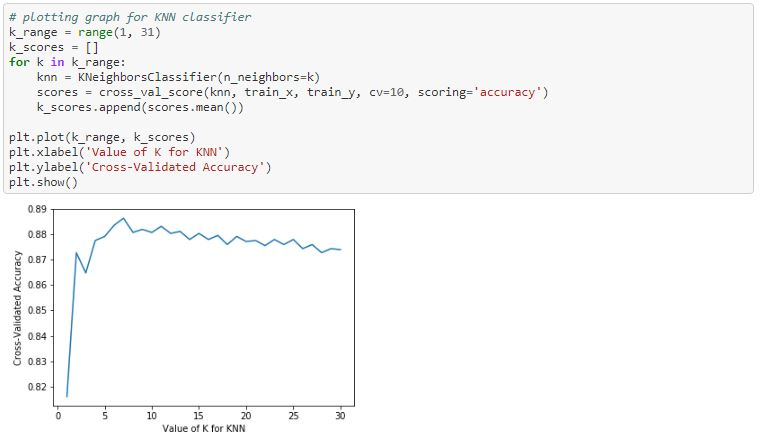 # plotting graph for KNN classifier
k_range = range(1, 31)
k_scores = []
for k in k_range:
    knn = KNeighborsClassifier(n_neighbors=k)
    scores = cross_val_score(knn, train_x, train_y, cv=10, scoring='accuracy')
    k_scores.append(scores.mean())

plt.plot(k_range, k_scores)
plt.xlabel('Value of K for KNN')
plt.ylabel('Cross-Validated Accuracy')
plt.show()
0.89
0.88
0.87
0.86
0.85
0.84
0.83
0.82
Cross-Validated Accuracy
0 5 10 15 20 25 30
Value of K for KNN